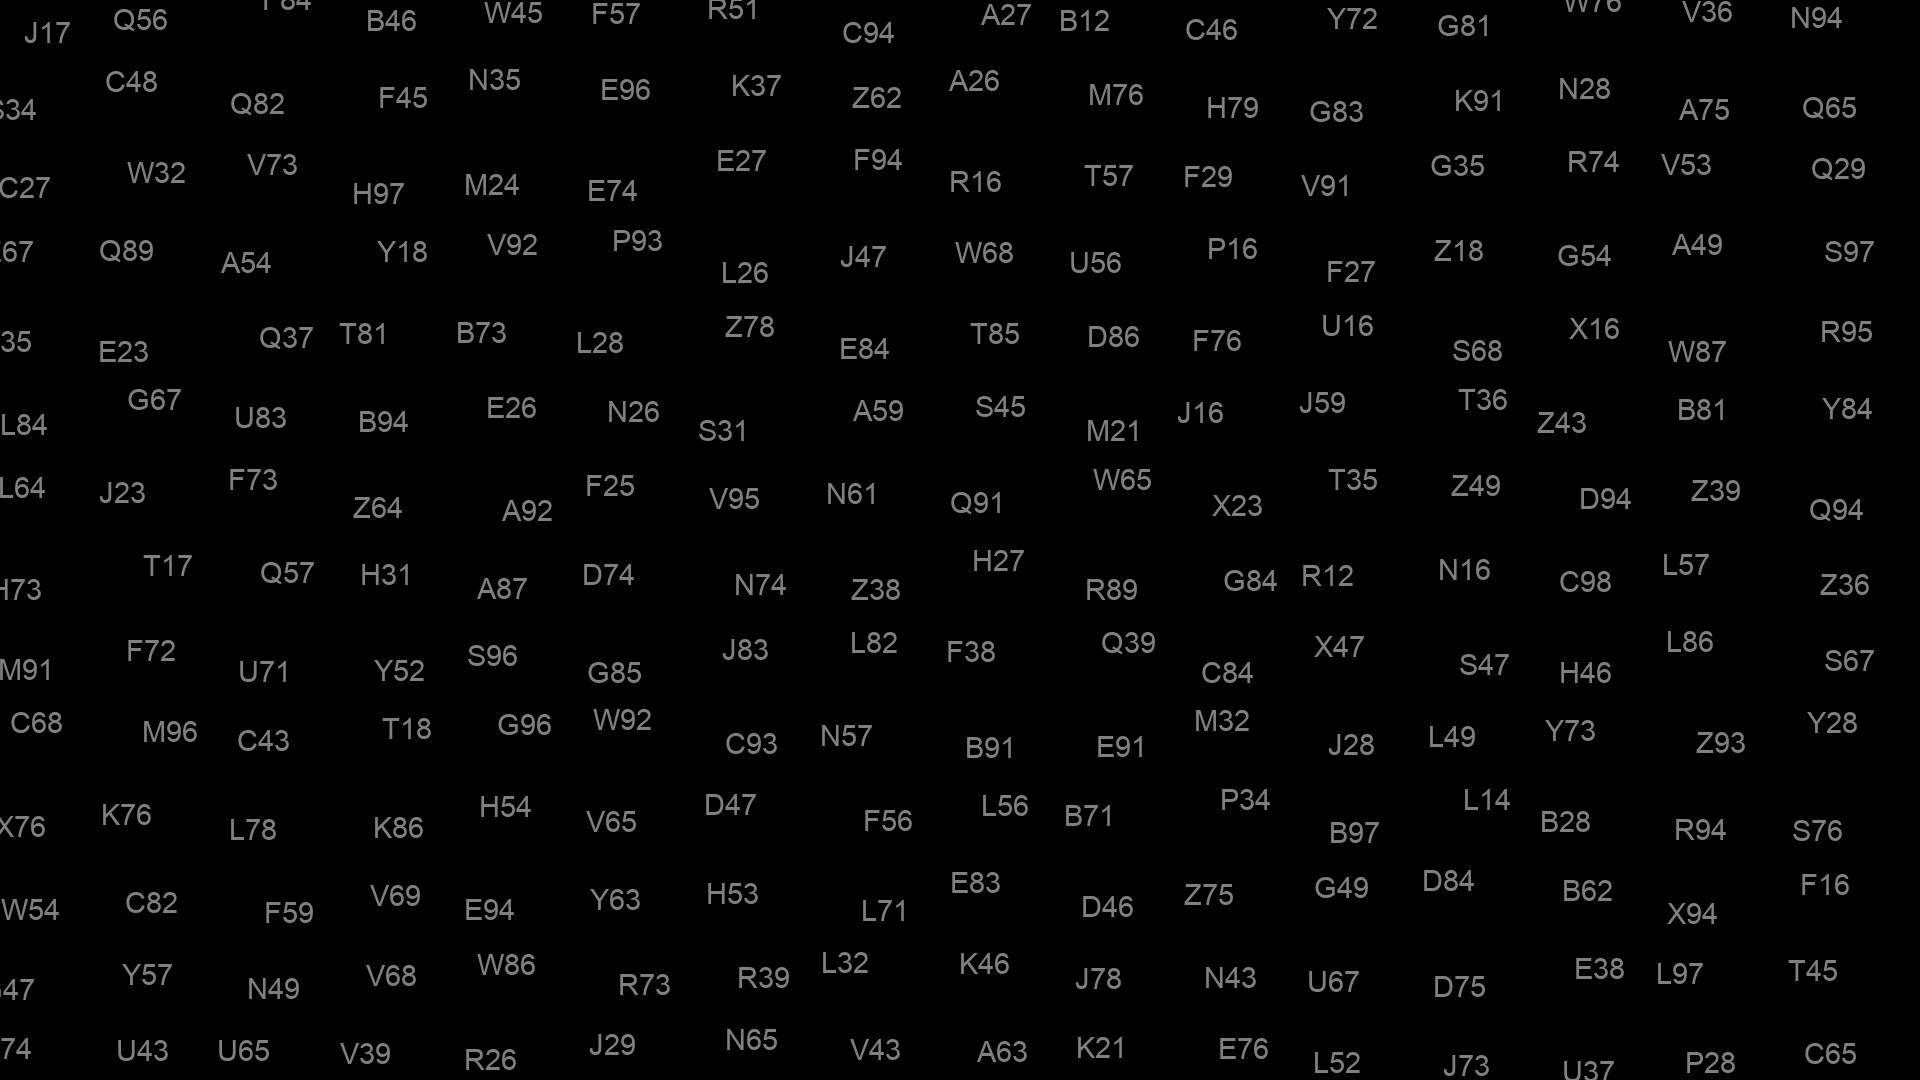 J17 Q56 B46 W45 F57 R51 C94 A27 B12 C46 Y72 G81 W76 V36 N94
S34 C48 Q82 F45 N35 E96 K37 Z62 A26 M76 H79 G83 K91 N28 A75 Q65
C27 W32 V73 H97 M24 E74 E27 F94 R16 T57 F29 V91 G35 R74 V53 Q29
67 Q89 A54 Y18 V92 P93 L26 J47 W68 U56 P16 F27 Z18 G54 A49 S97
35 E23 Q37 T81 B73 L28 Z78 E84 T85 D86 F76 U16 S68 X16 W87 R95
L84 G67 U83 B94 E26 N26 S31 A59 S45 M21 J16 J59 T36 Z43 B81 Y84
L64 J23 F73 Z64 A92 F25 V95 N61 Q91 W65 X23 T35 Z49 D94 Z39 Q94
H73 T17 Q57 H31 A87 D74 N74 Z38 H27 R89 G84 R12 N16 C98 L57 Z36
M91 F72 U71 Y52 S96 G85 J83 L82 F38 Q39 C84 X47 S47 H46 L86 S67
C68 M96 C43 T18 G96 W92 C93 N57 B91 E91 M32 J28 L49 Y73 Z93 Y28
X76 K76 L78 K86 H54 V65 D47 F56 L56 B71 P34 B97 L14 B28 R94 S76
W54 C82 F59 V69 E94 Y63 H53 L71 E83 D46 Z75 G49 D84 B62 X94 F16
47 Y57 N49 V68 W86 R73 R39 L32 K46 J78 N43 U67 D75 E38 L97 T45
74 U43 U65 V39 R26 J29 N65 V43 A63 K21 E76 L52 J73 U37 P28 C65